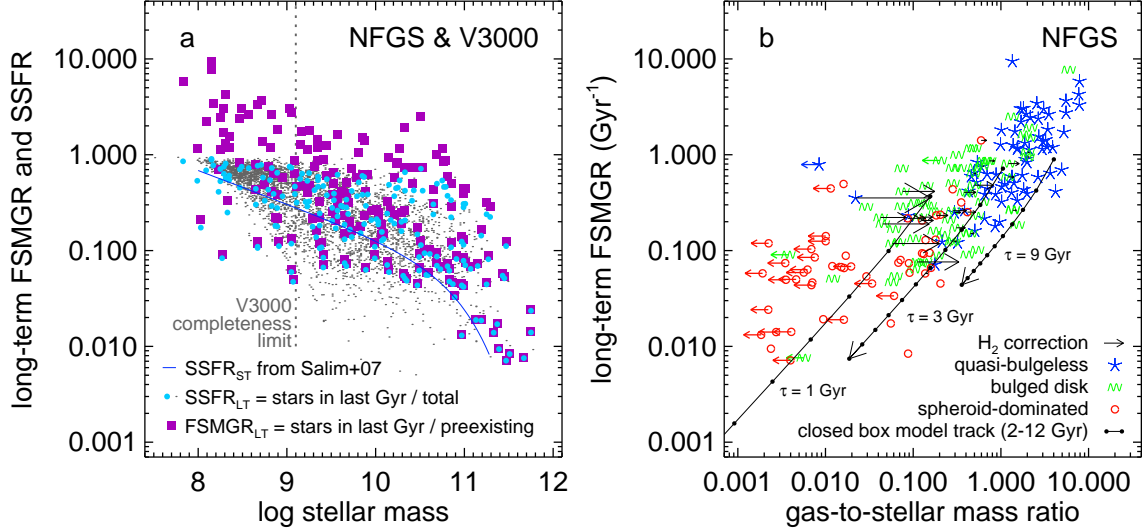 a
NFGS & V3000
10.000
1.000
0.100
0.010
0.001
long-term FSMGR and SSFR
V3000
completeness
limit
SSFR_ST from Salim+07
SSFR_LT = stars in last Gyr / total
FSMGR_LT = stars in last Gyr / preexisting
8
9
10
11
12
log stellar mass
b
NFGS
10.000
1.000
0.100
0.010
0.001
long-term FSMGR (Gyr⁻¹)
τ = 9 Gyr
τ = 3 Gyr
τ = 1 Gyr
H₂ correction
quasi-bulgeless
bulged disk
spheroid-dominated
closed box model track (2-12 Gyr)
0.001
0.010
0.100
1.000
10.000
gas-to-stellar mass ratio